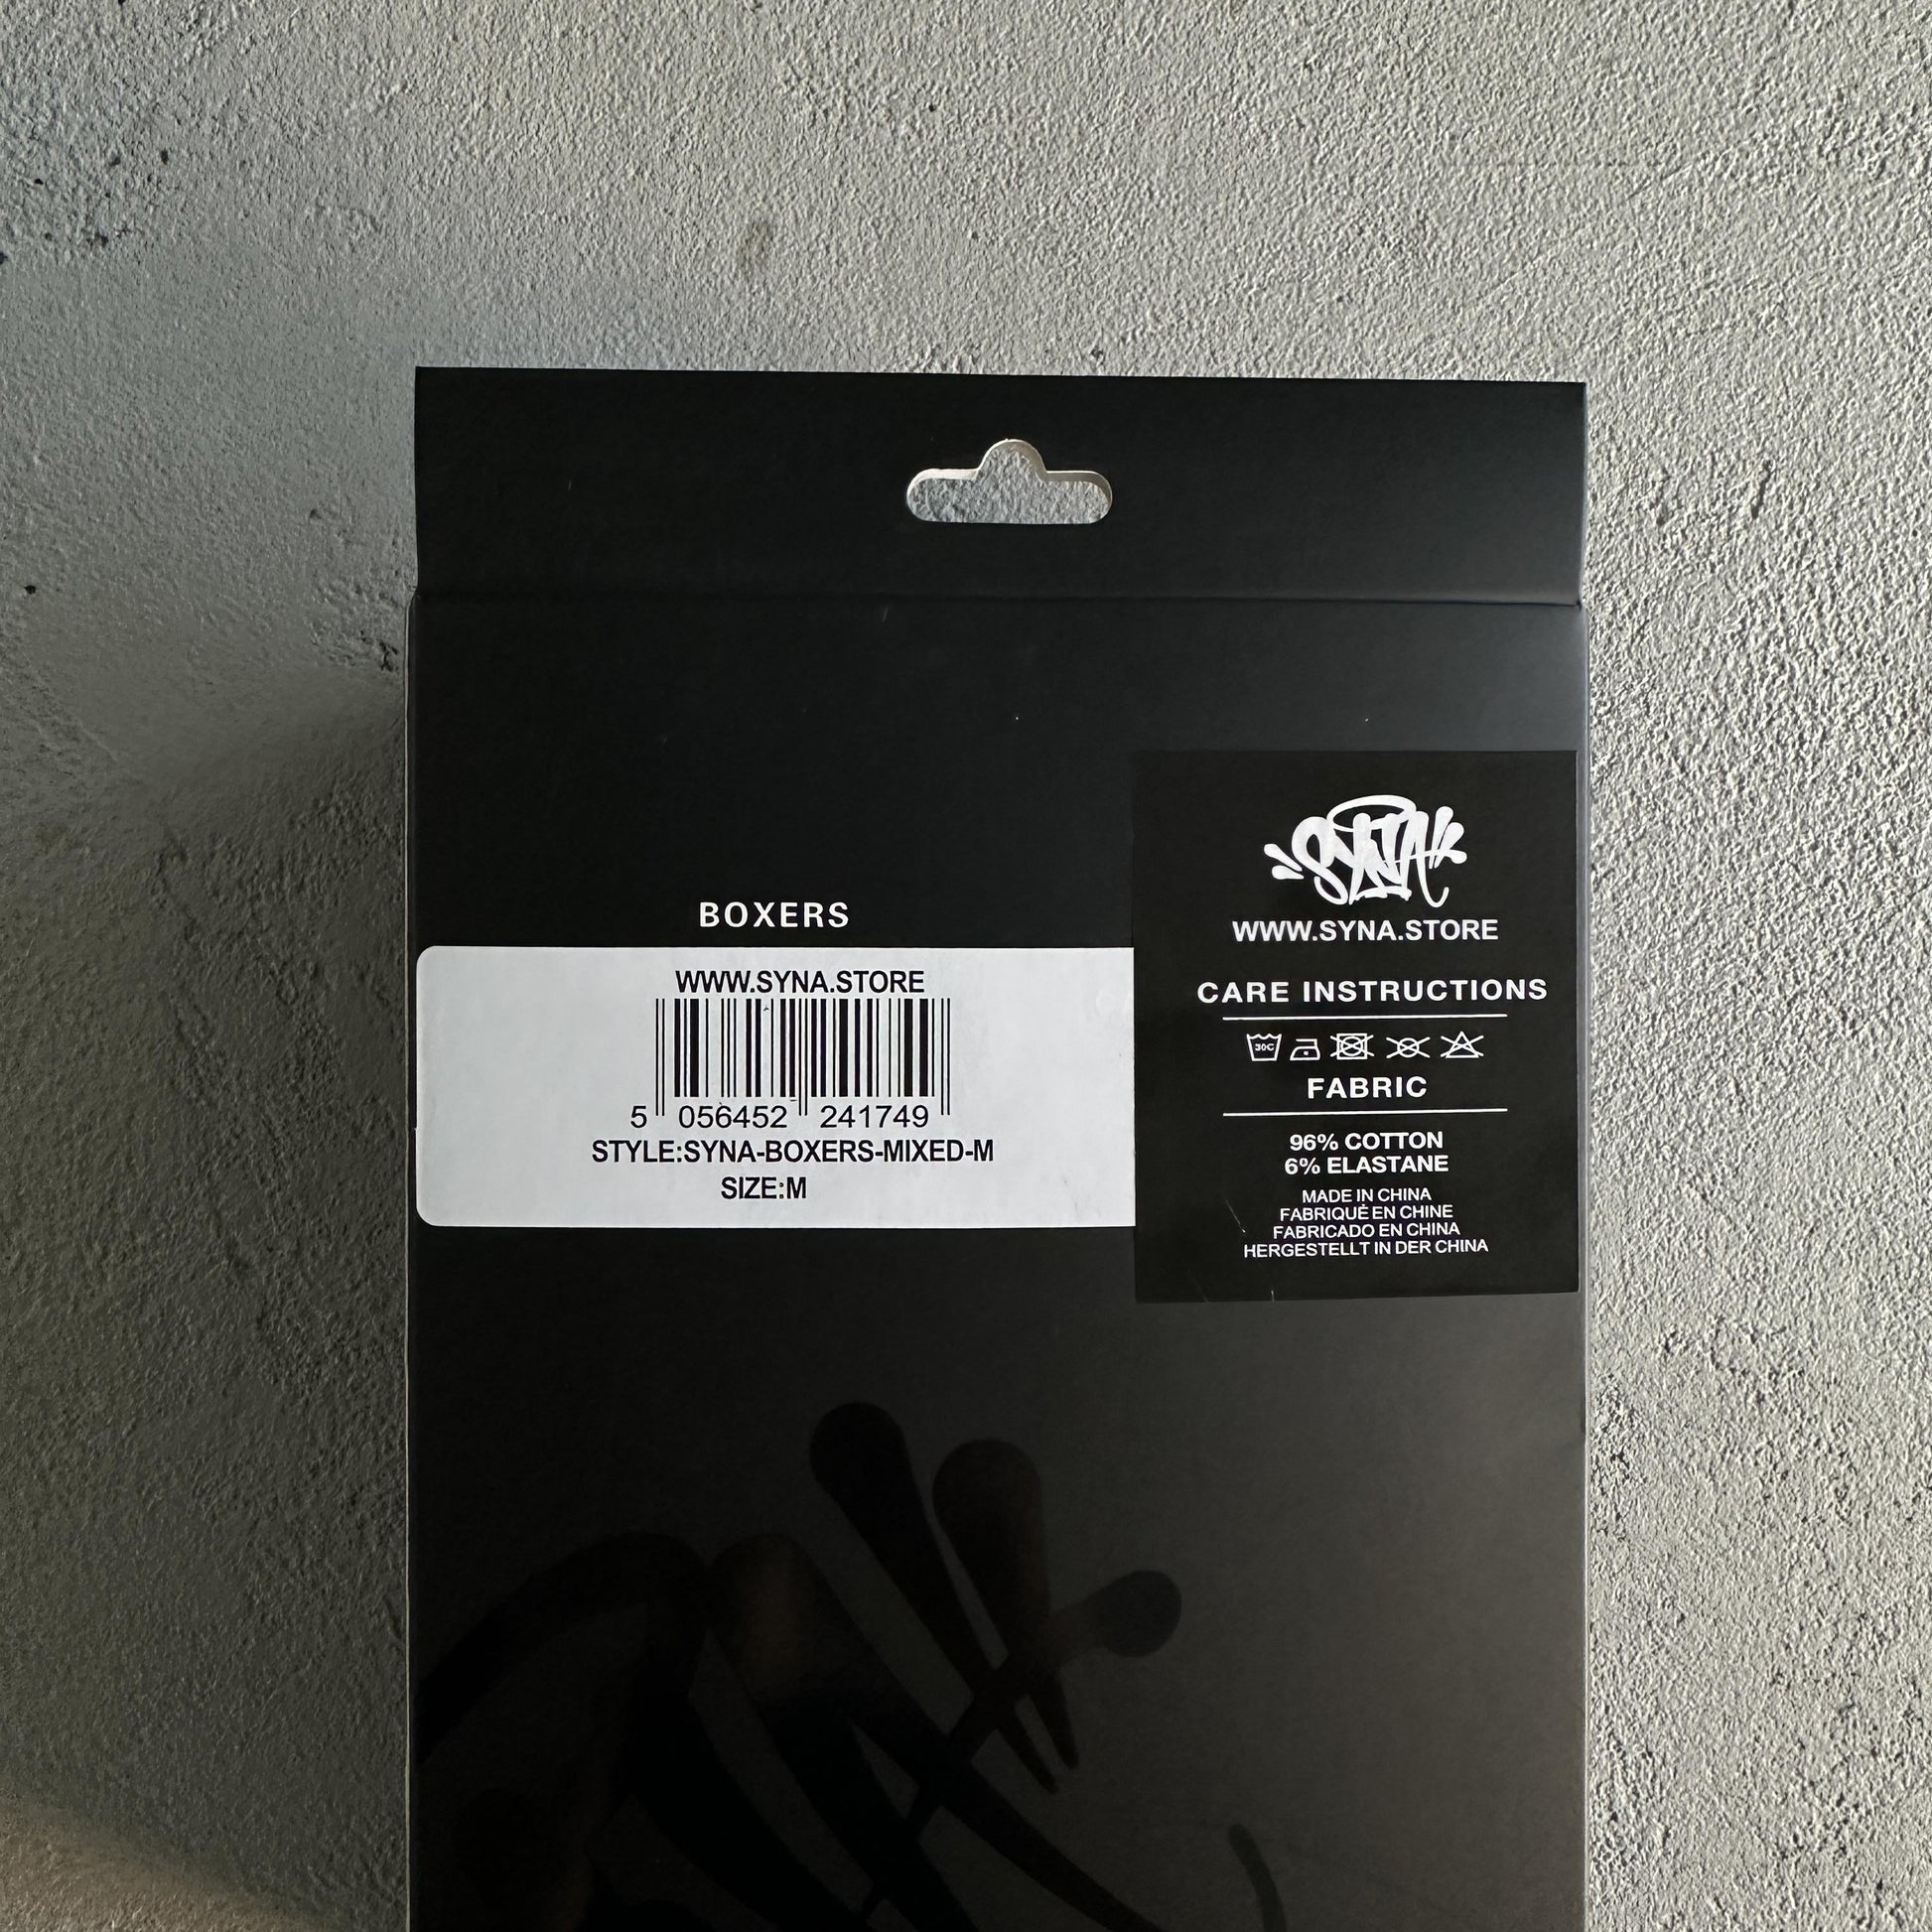 BOXERS
WWW.SYNA.STORE
5 056452 241749
STYLE:SYNA-BOXERS-MIXED-M
SIZE:M
SYNA
WWW.SYNA.STORE
CARE INSTRUCTIONS
30C
FABRIC
96% COTTON
6% ELASTANE
MADE IN CHINA
FABRIQUÉ EN CHINE
FABRICADO EN CHINA
HERGESTELLT IN DER CHINA